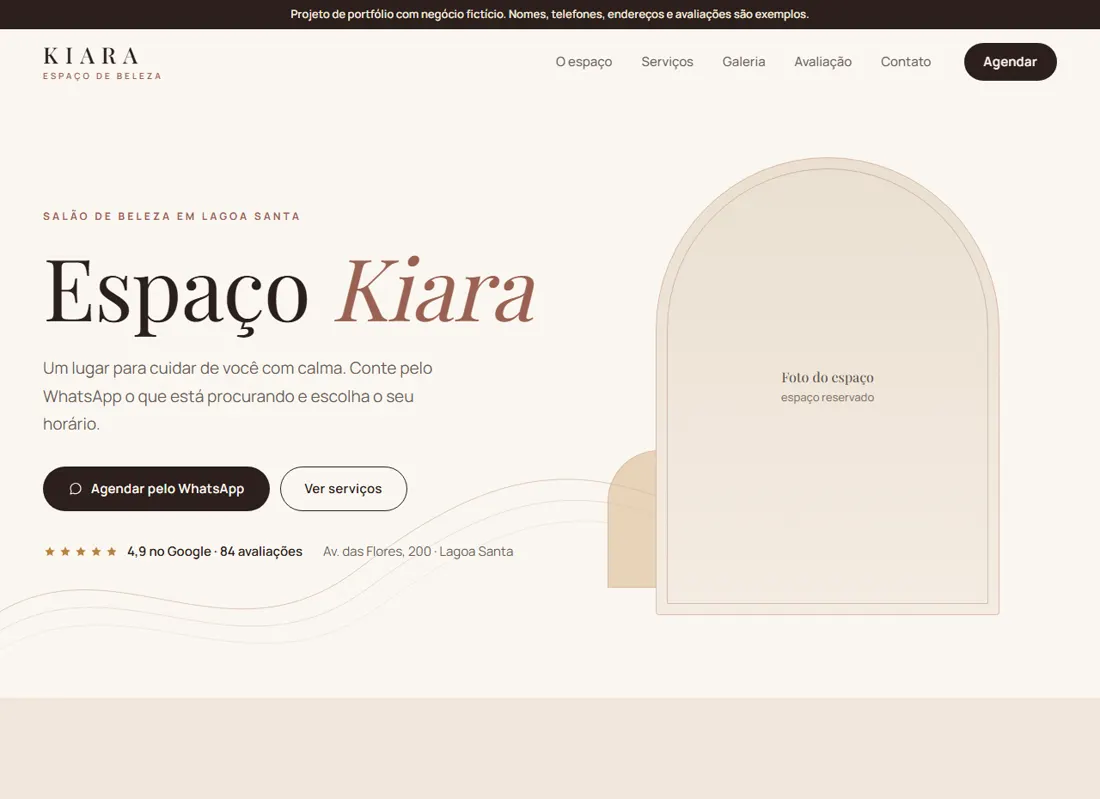 Projeto de portfólio com negócio fictício. Nomes, telefones, endereços e avaliações são exemplos.
KIARA
ESPAÇO DE BELEZA
O espaço Serviços Galeria Avaliação Contato Agendar
SALÃO DE BELEZA EM LAGOA SANTA
Espaço Kiara
Um lugar para cuidar de você com calma. Conte pelo
WhatsApp o que está procurando e escolha o seu
horário.
Agendar pelo WhatsApp Ver serviços
4,9 no Google · 84 avaliações Av. das Flores, 200 · Lagoa Santa
Foto do espaço
espaço reservado